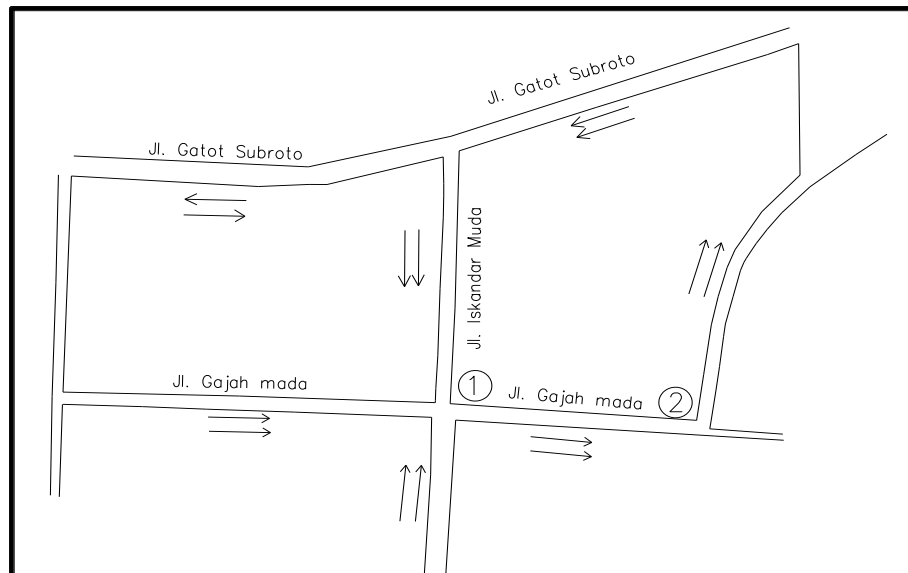 Jl. Gatot Subroto
Jl. Gatot Subroto
Jl. Iskandar Muda
Jl. Gajah mada
1
Jl. Gajah mada
2